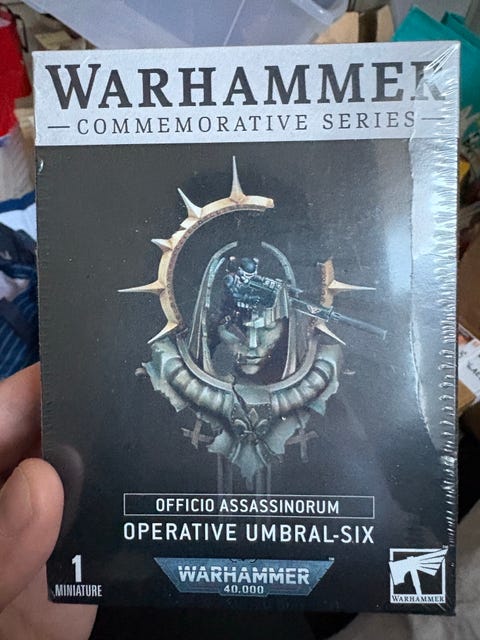 WARHAMMER
COMMEMORATIVE SERIES
OFFICIO ASSASSINORUM
OPERATIVE UMBRAL-SIX
1
MINIATURE
WARHAMMER
40,000
WARHAMMER